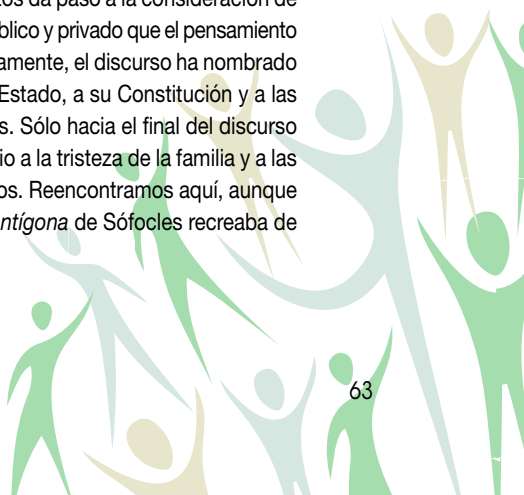 tos da paso a la consideración de
blico y privado que el pensamiento
amente, el discurso ha nombrado
Estado, a su Constitución y a las
s. Sólo hacia el final del discurso
io a la tristeza de la familia y a las
os. Reencontramos aquí, aunque
ntígona de Sófocles recreaba de
63